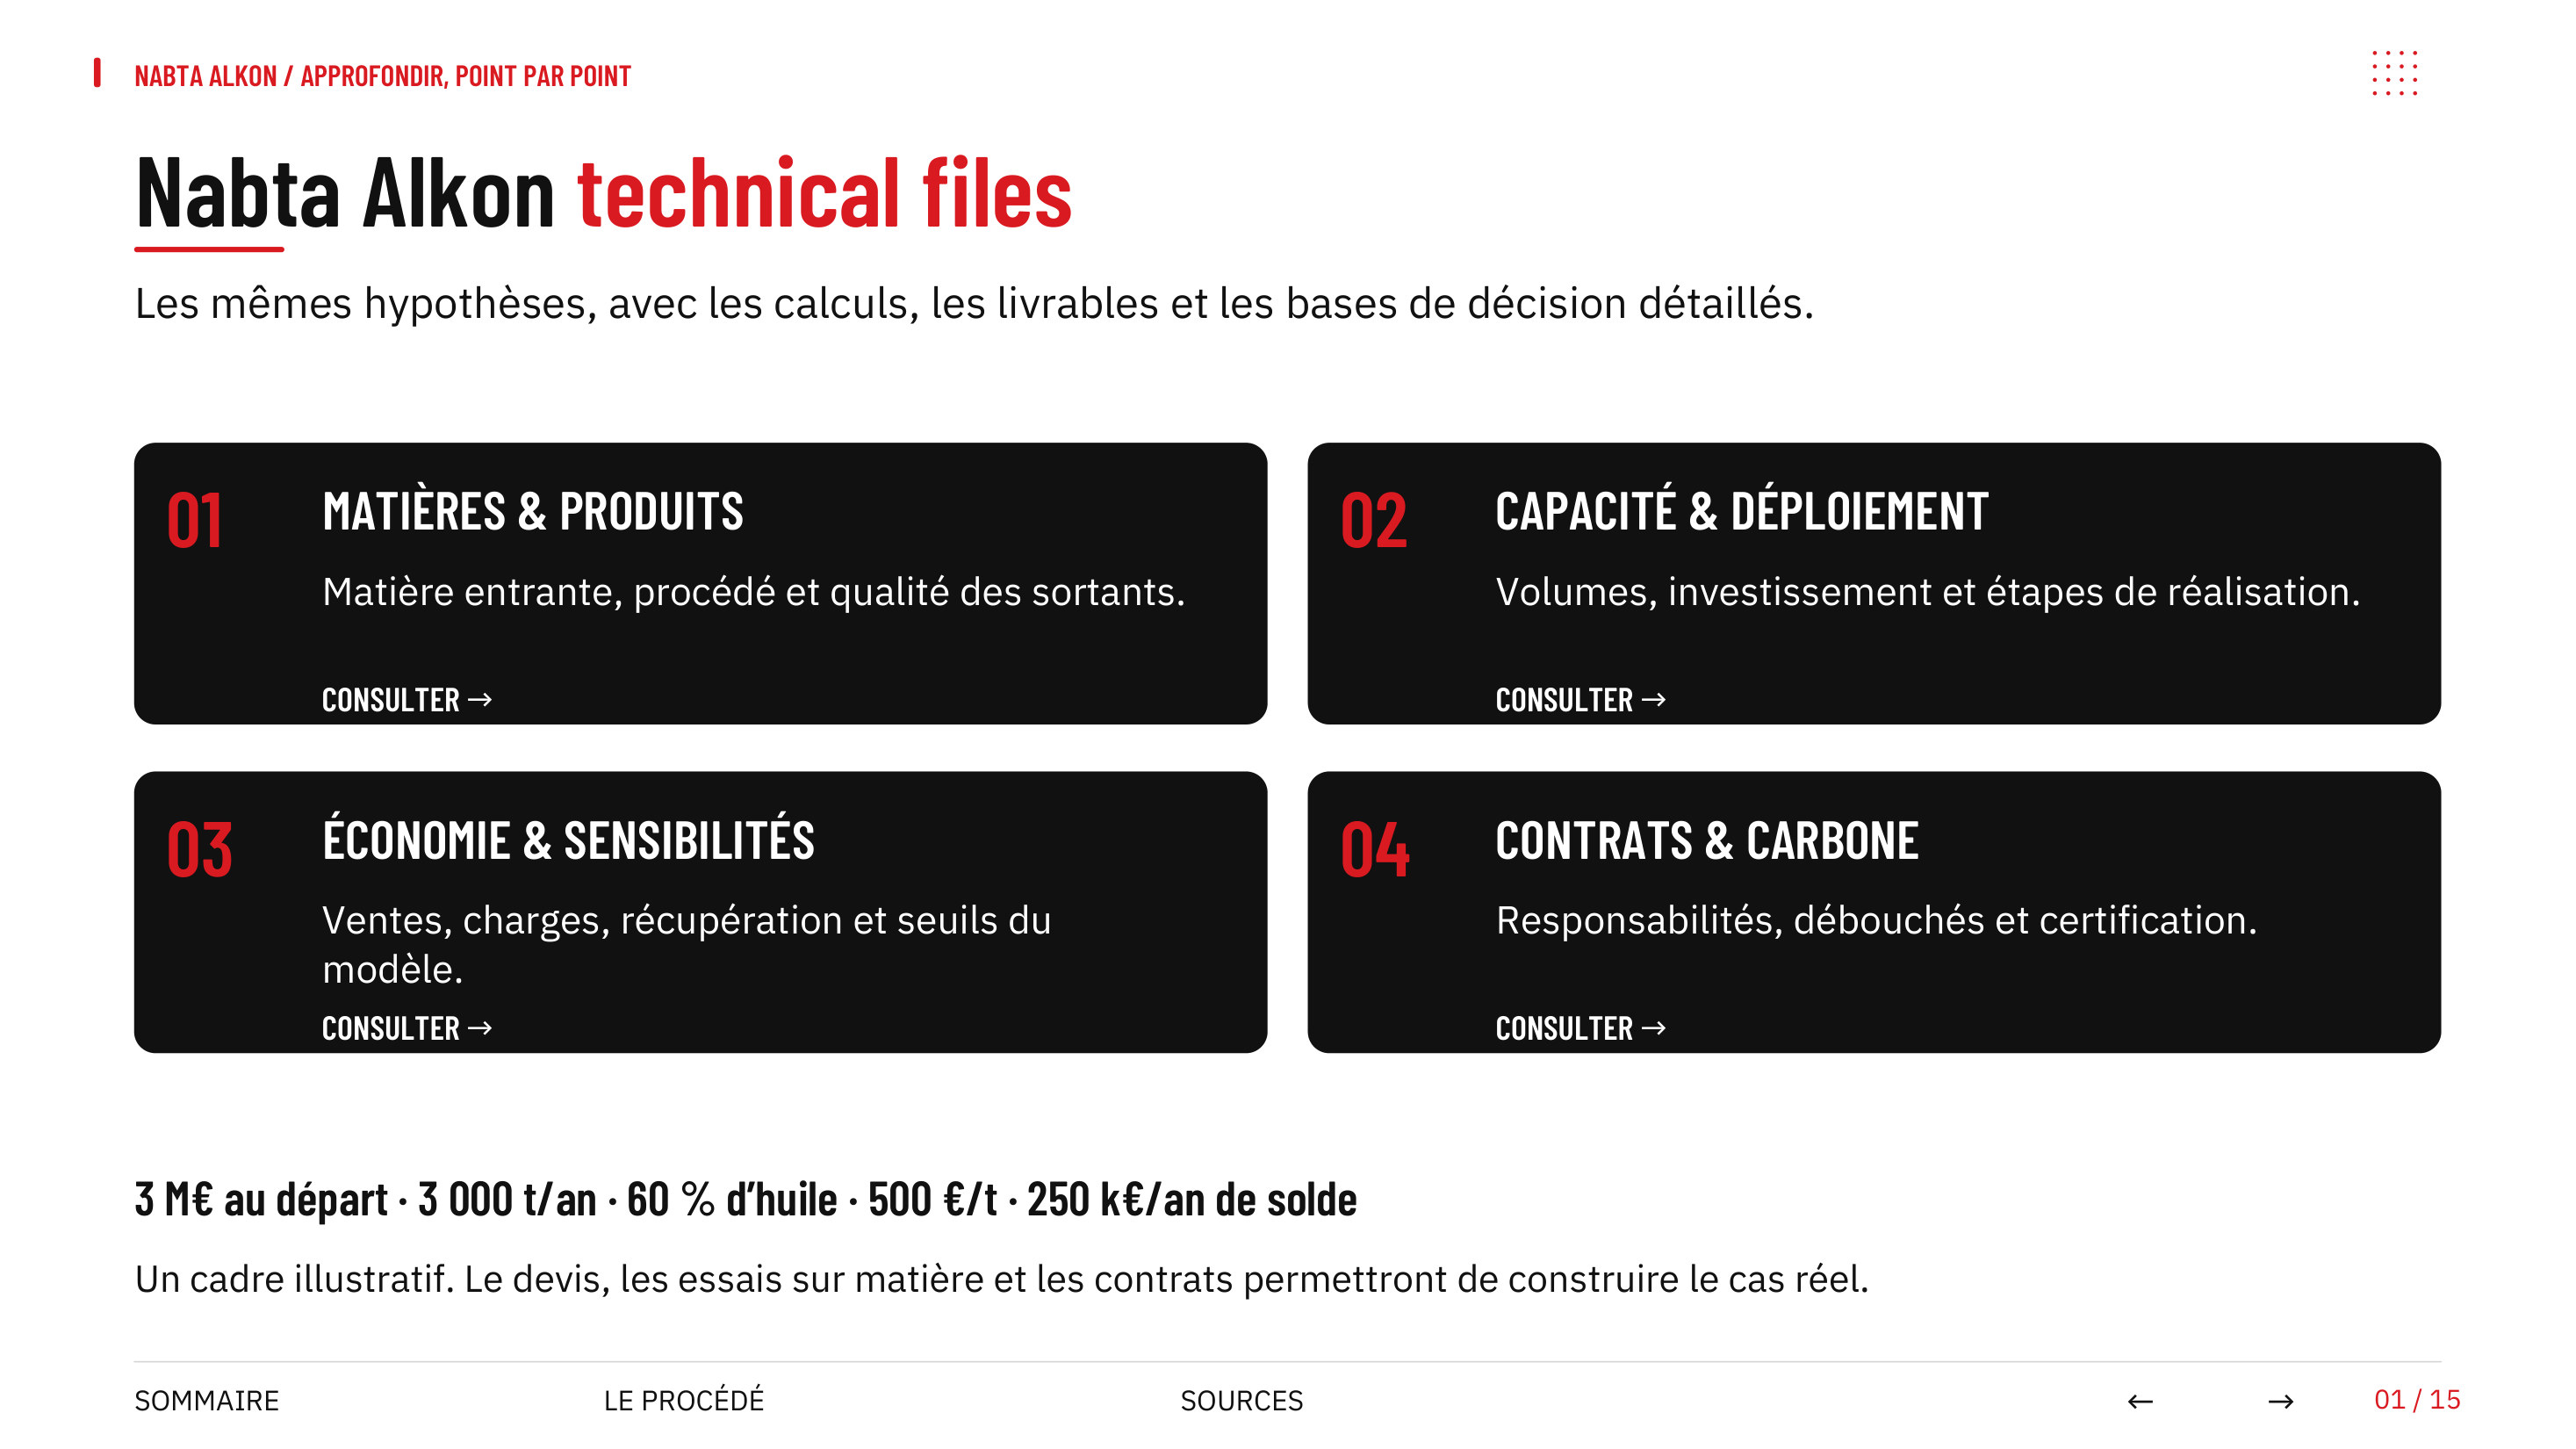 NABTA ALKON / APPROFONDIR, POINT PAR POINT
Nabta Alkon technical files
Les mêmes hypothèses, avec les calculs, les livrables et les bases de décision détaillés.
01
MATIÈRES & PRODUITS
Matière entrante, procédé et qualité des sortants.
CONSULTER →
02
CAPACITÉ & DÉPLOIEMENT
Volumes, investissement et étapes de réalisation.
CONSULTER →
03
ÉCONOMIE & SENSIBILITÉS
Ventes, charges, récupération et seuils du
modèle.
CONSULTER →
04
CONTRATS & CARBONE
Responsabilités, débouchés et certification.
CONSULTER →
3 M€ au départ · 3 000 t/an · 60 % d’huile · 500 €/t · 250 k€/an de solde
Un cadre illustratif. Le devis, les essais sur matière et les contrats permettront de construire le cas réel.
SOMMAIRE LE PROCÉDÉ SOURCES ← → 01 / 15